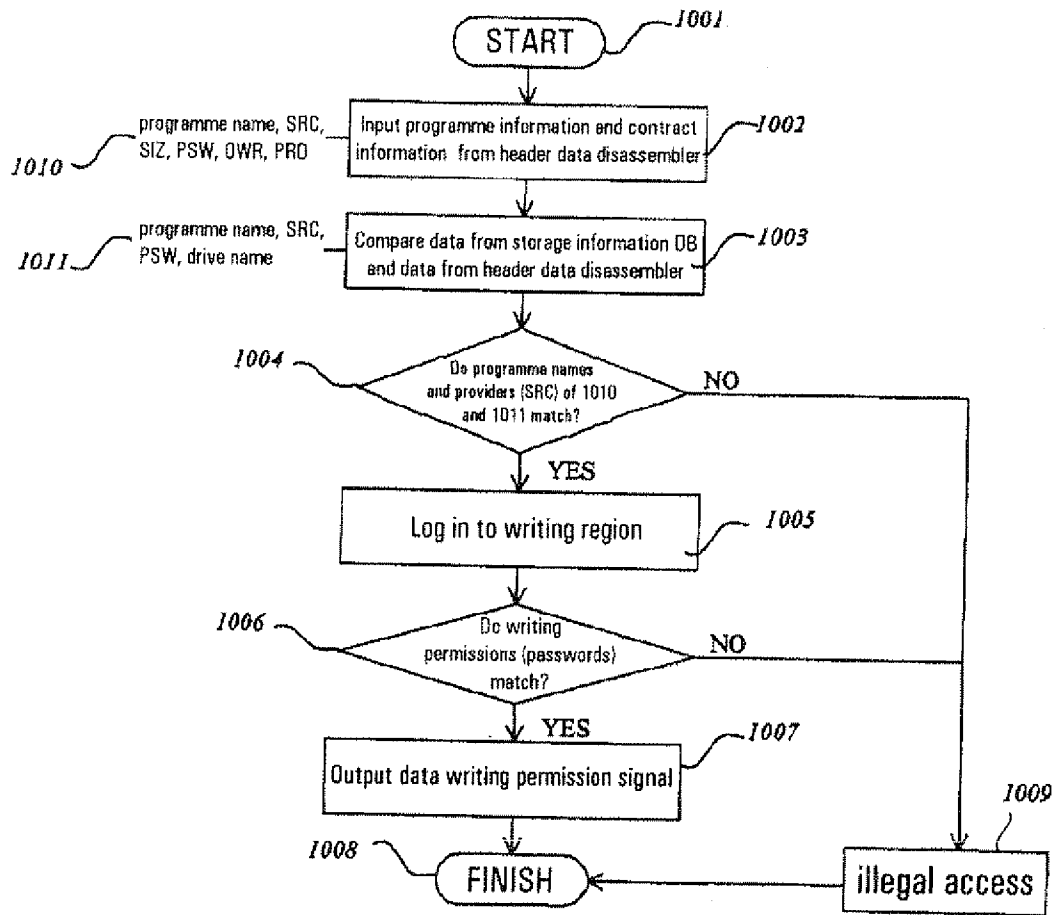 1001
START
programme name, SRC,
SIZ, PSW, OWR, PRO
1010
Input programme information and contract
information from header data disassembler
1002
programme name, SRC,
PSW, drive name
1011
Compare data from storage information DB
and data from header data disassembler
1003
1004
Do programme names
and providers (SRC) of 1010
and 1011 match?
NO
YES
Log in to writing region
1005
1006
Do writing
permissions (passwords)
match?
NO
YES
1007
Output data writing permission signal
1008
FINISH
1009
illegal access